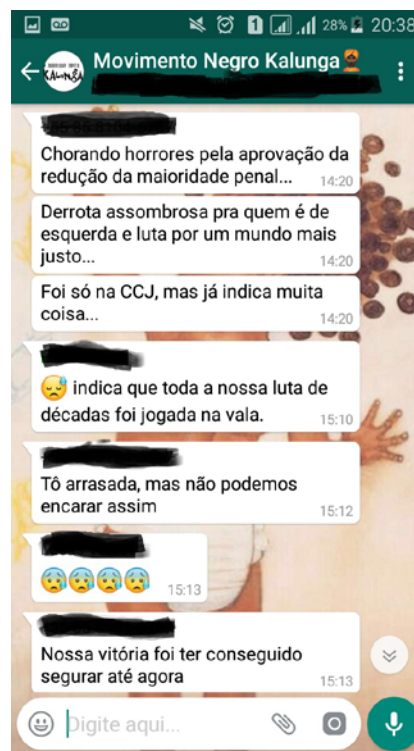 1 28% 20:38
MOVIMENTO NEGRO
KALUNGA
Movimento Negro Kalunga
Chorando horrores pela aprovação da
redução da maioridade penal... 14:20
Derrota assombrosa pra quem é de
esquerda e luta por um mundo mais
justo... 14:20
Foi só na CCJ, mas já indica muita
coisa... 14:20
😓 indica que toda a nossa luta de
décadas foi jogada na vala. 15:10
Tô arrasada, mas não podemos
encarar assim 15:12
😰😰😰😰 15:13
Nossa vitória foi ter conseguido
segurar até agora 15:13
Digite aqui...